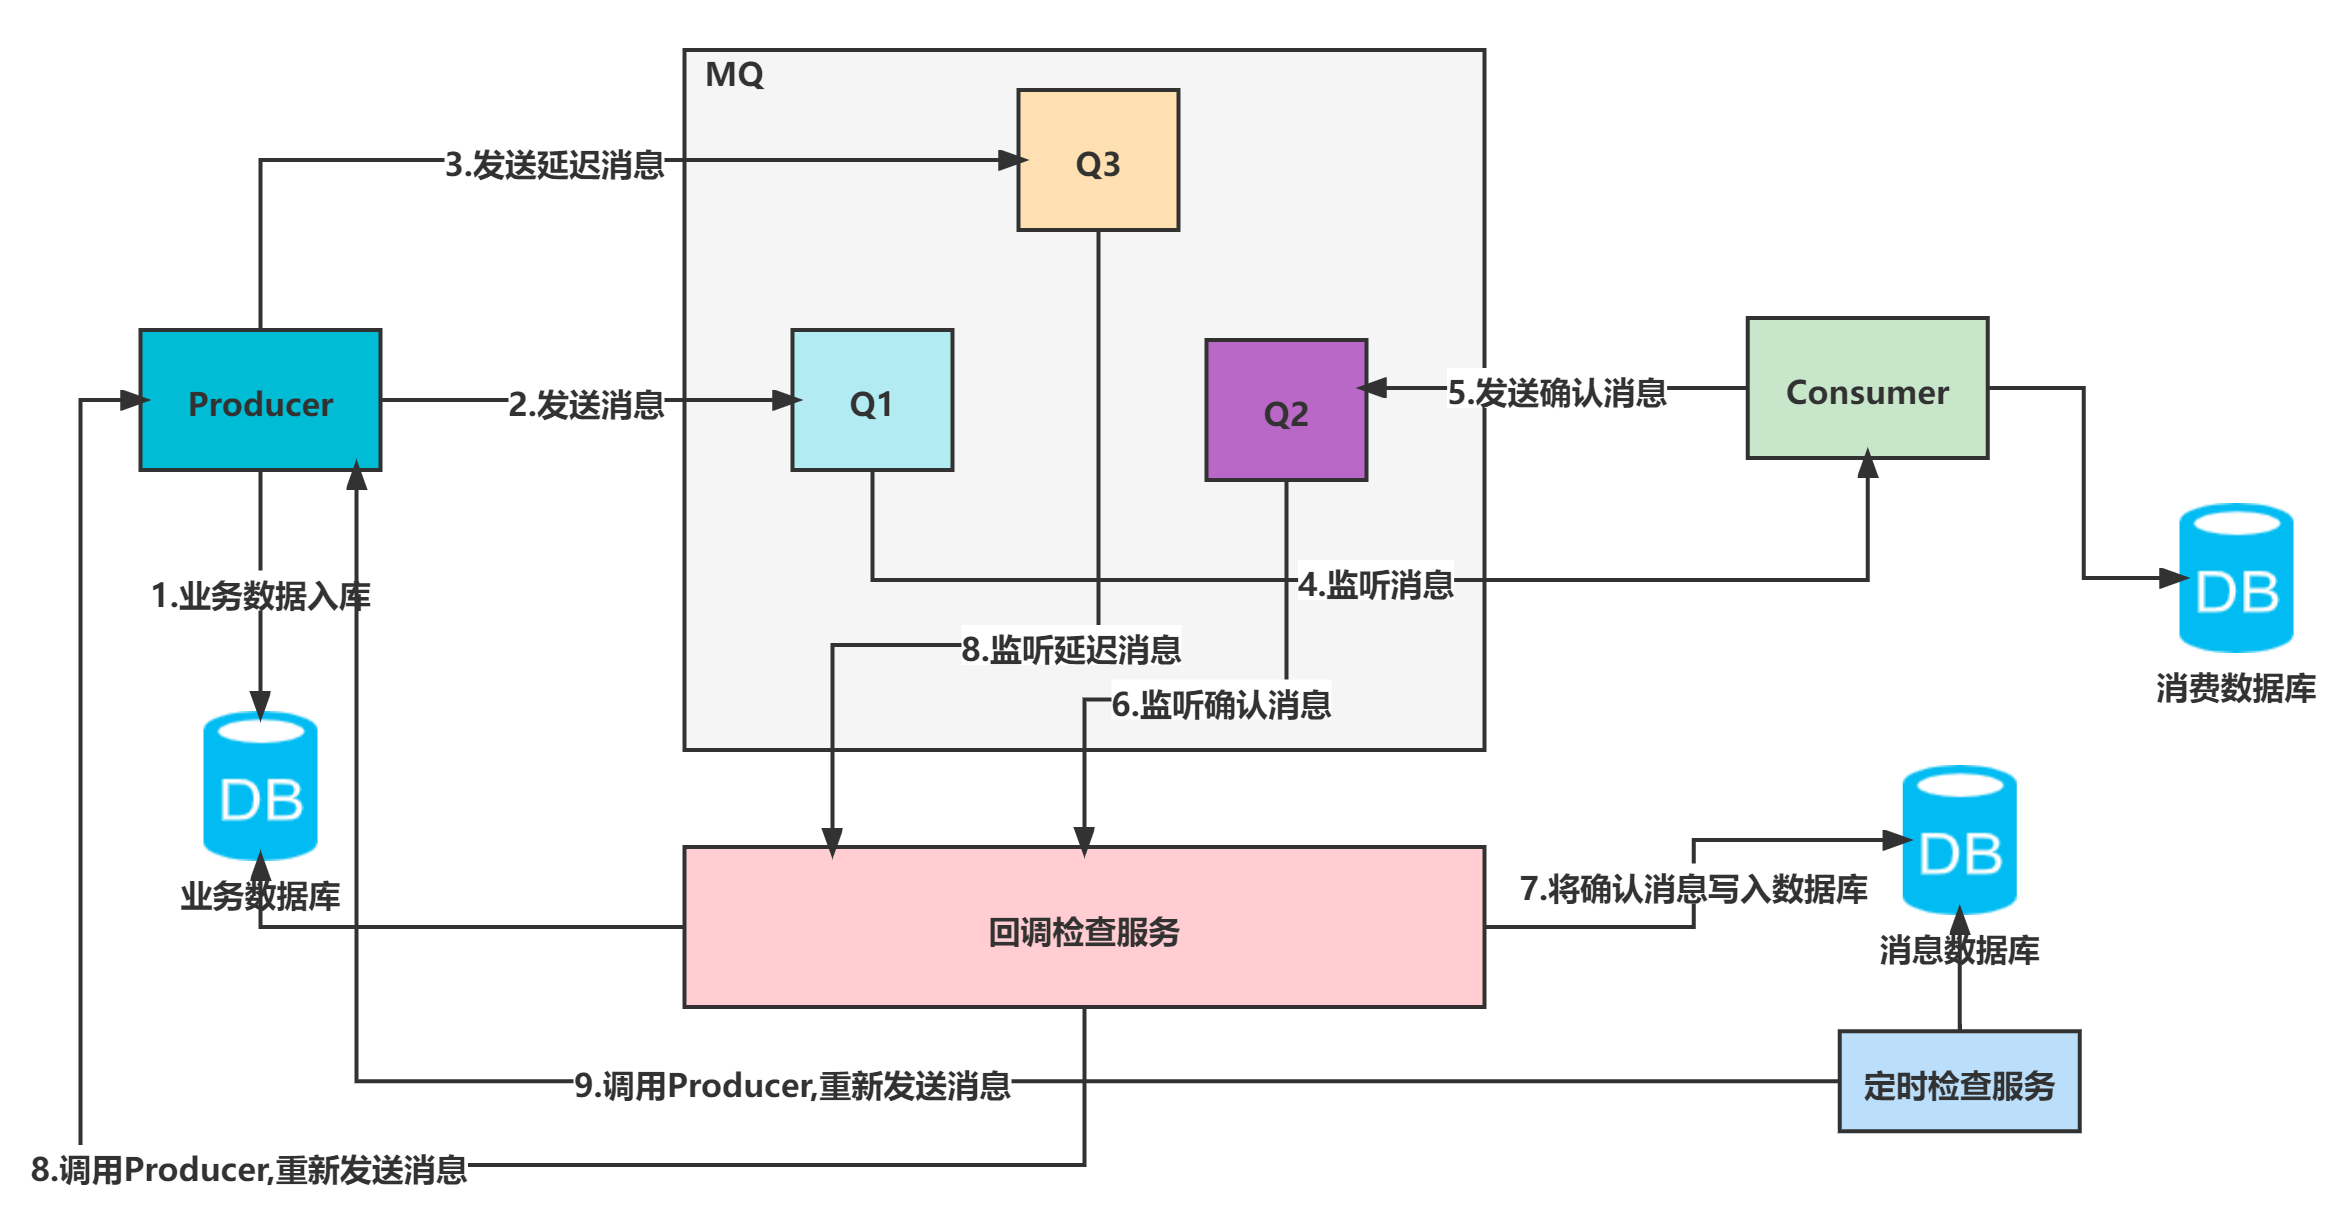 MQ
Q3
3.发送延迟消息
Producer
2.发送消息
Q1
Q2
5.发送确认消息
Consumer
1.业务数据入库
4.监听消息
DB
8.监听延迟消息
消费数据库
6.监听确认消息
DB
业务数据库
DB
7.将确认消息写入数据库
回调检查服务
消息数据库
9.调用Producer,重新发送消息
定时检查服务
8.调用Producer,重新发送消息